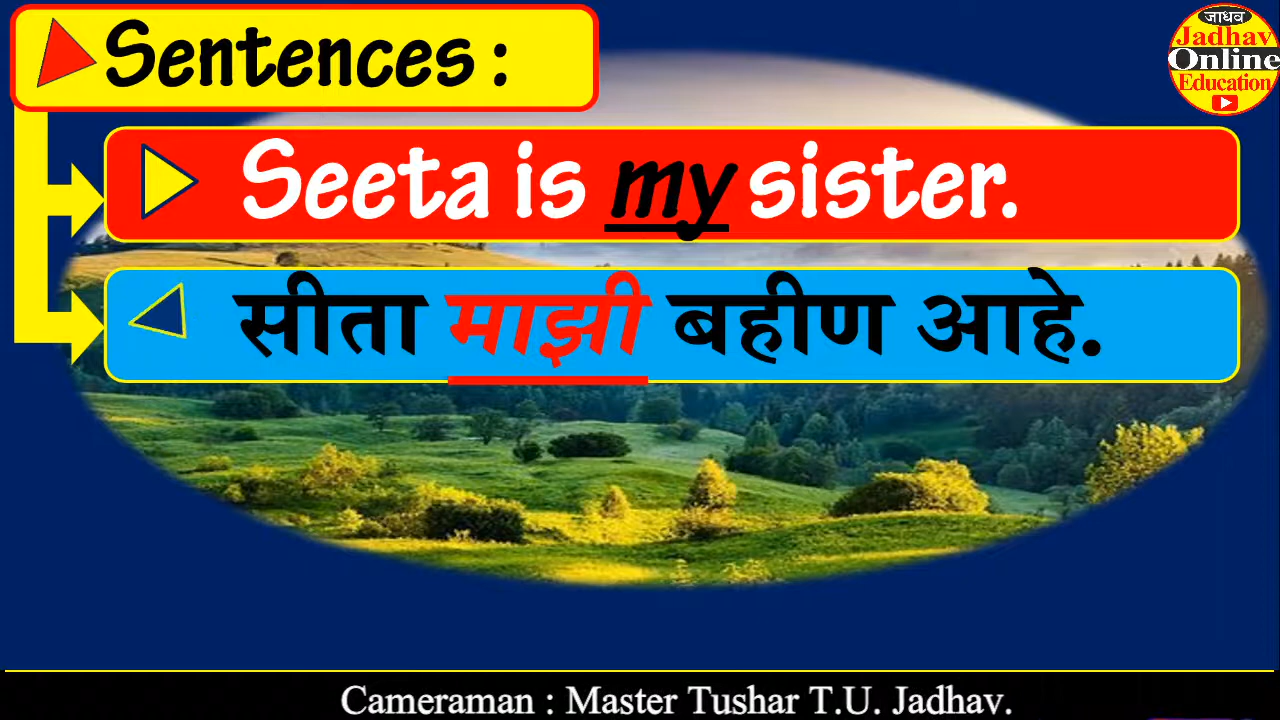 Sentences :
जाधव
Jadhav
Online
Education
Seeta is my sister.
सीता माझी बहीण आहे.
Cameraman : Master Tushar T.U. Jadhav.